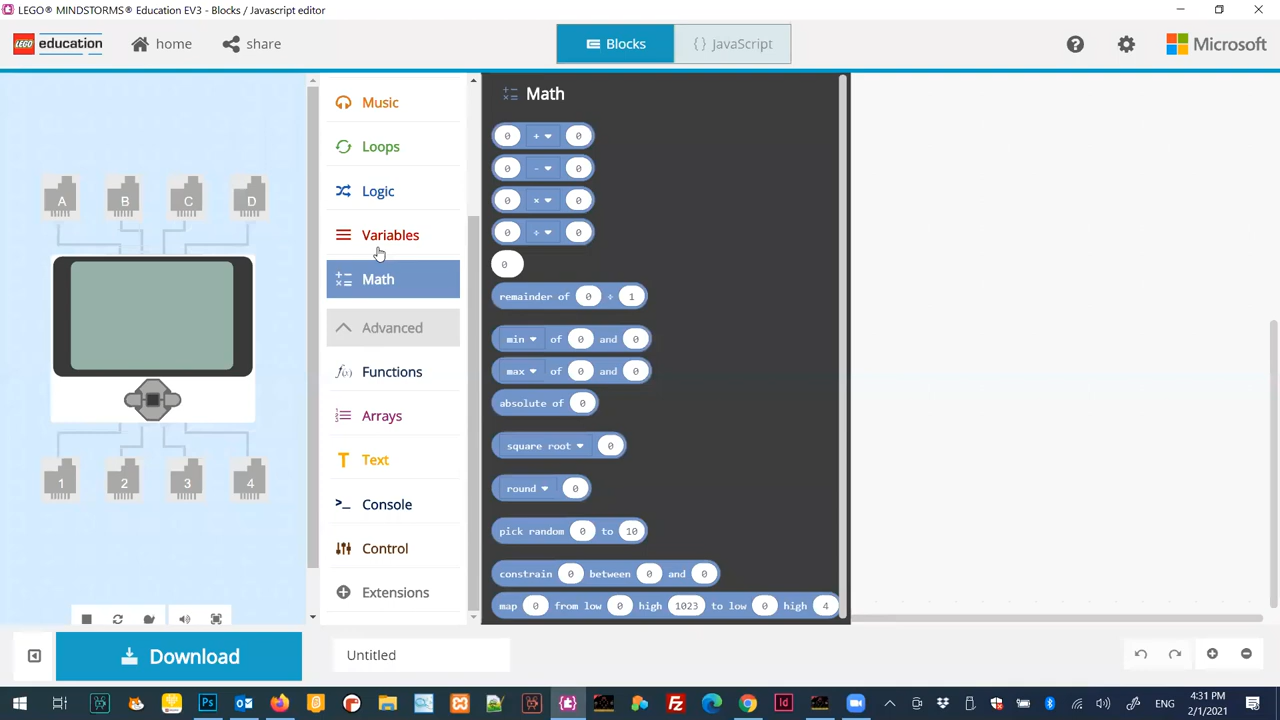 LEGO® MINDSTORMS® Education EV3 - Blocks / Javascript editor
LEGO education
home
share
Blocks
{ } JavaScript
Microsoft
A
B
C
D
1
2
3
4
Music
Loops
Logic
Variables
Math
Advanced
Functions
Arrays
Text
Console
Control
Extensions
Math
0 + 0
0 - 0
0 × 0
0 ÷ 0
0
remainder of 0 ÷ 1
min of 0 and 0
max of 0 and 0
absolute of 0
square root 0
round 0
pick random 0 to 10
constrain 0 between 0 and 0
map 0 from low 0 high 1023 to low 0 high 4
Download
Untitled
ENG
4:31 PM
2/1/2021